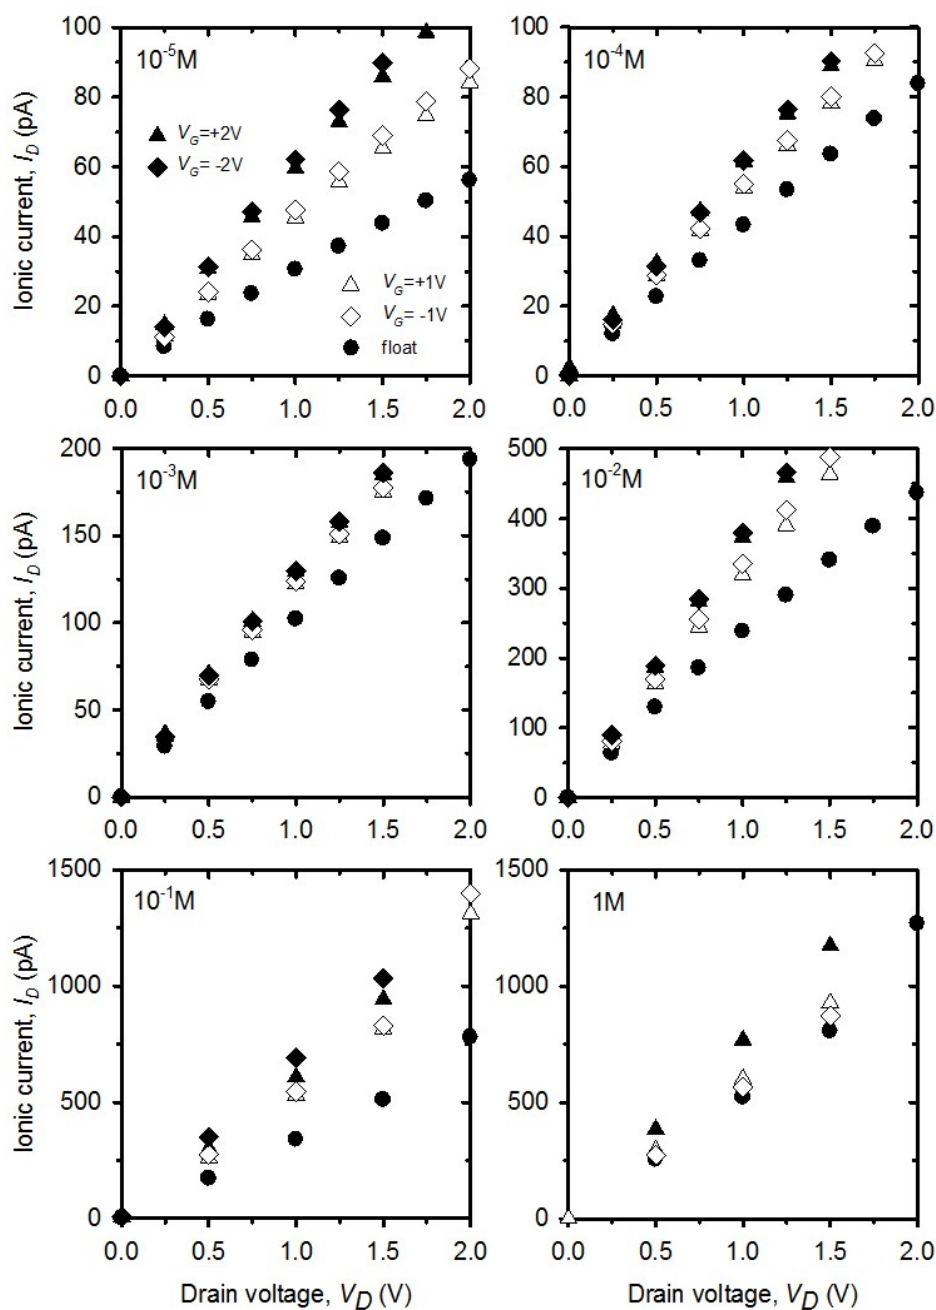 100
80
60
40
20
0
Ionic current, I_D (pA)
10⁻⁵M
V_G=+2V
V_G= -2V
V_G=+1V
V_G= -1V
float
0.0 0.5 1.0 1.5 2.0
100
80
60
40
20
0
10⁻⁴M
0.0 0.5 1.0 1.5 2.0
200
150
100
50
0
Ionic current, I_D (pA)
10⁻³M
0.0 0.5 1.0 1.5 2.0
500
400
300
200
100
0
10⁻²M
0.0 0.5 1.0 1.5 2.0
1500
1000
500
0
Ionic current, I_D (pA)
10⁻¹M
0.0 0.5 1.0 1.5 2.0
Drain voltage, V_D (V)
1500
1000
500
0
1M
0.0 0.5 1.0 1.5 2.0
Drain voltage, V_D (V)